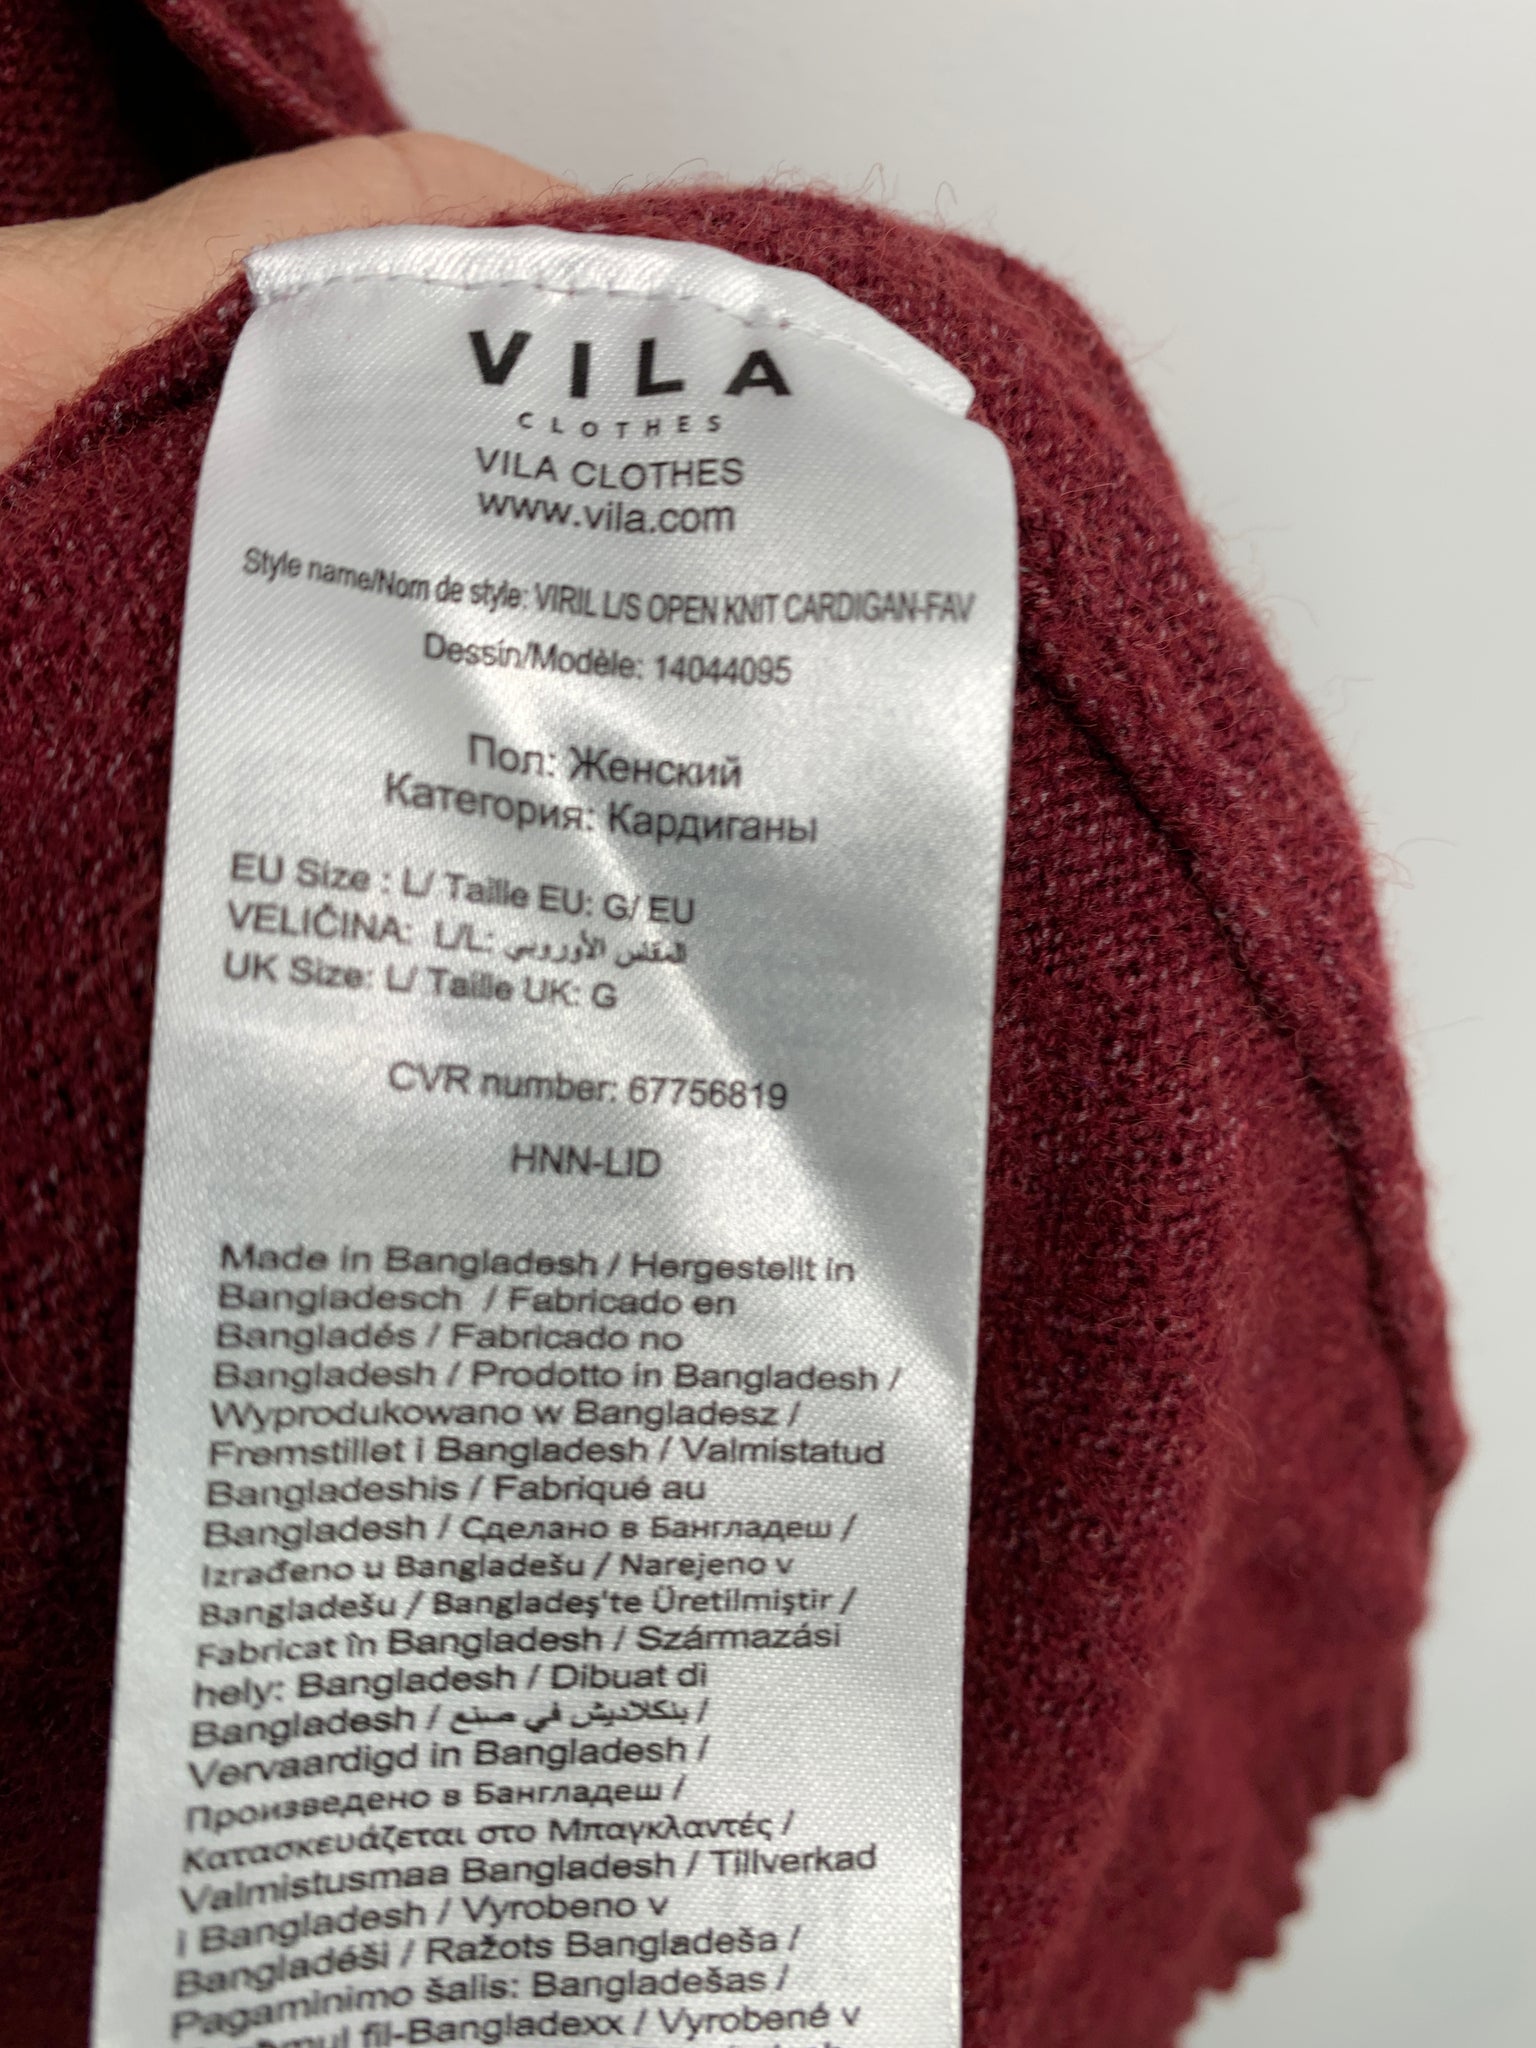 VILA
CLOTHES
VILA CLOTHES
www.vila.com
Style name/Nom de style: VIRIL L/S OPEN KNIT CARDIGAN-FAV
Dessin/Modèle: 14044095
Пол: Женский
Категория: Кардиганы
EU Size : L/ Taille EU: G/ EU
VELIČINA: L/L: المقاس الأوروبي
UK Size: L/ Taille UK: G
CVR number: 67756819
HNN-LID
Made in Bangladesh / Hergestellt in
Bangladesch / Fabricado en
Bangladés / Fabricado no
Bangladesh / Prodotto in Bangladesh /
Wyprodukowano w Bangladesz /
Fremstillet i Bangladesh / Valmistatud
Bangladeshis / Fabriqué au
Bangladesh / Сделано в Бангладеш /
Izrađeno u Bangladešu / Narejeno v
Bangladešu / Bangladeş'te Üretilmiştir /
Fabricat în Bangladesh / Származási
hely: Bangladesh / Dibuat di
Bangladesh / بنكلاديش في صنع /
Vervaardigd in Bangladesh /
Произведено в Бангладеш /
Κατασκευάζεται στο Μπαγκλαντές /
Valmistusmaa Bangladesh / Tillverkad
i Bangladesh / Vyrobeno v
Bangladéši / Ražots Bangladeša /
Pagaminimo šalis: Bangladešas /
fil-Bangladexx / Vyrobené v